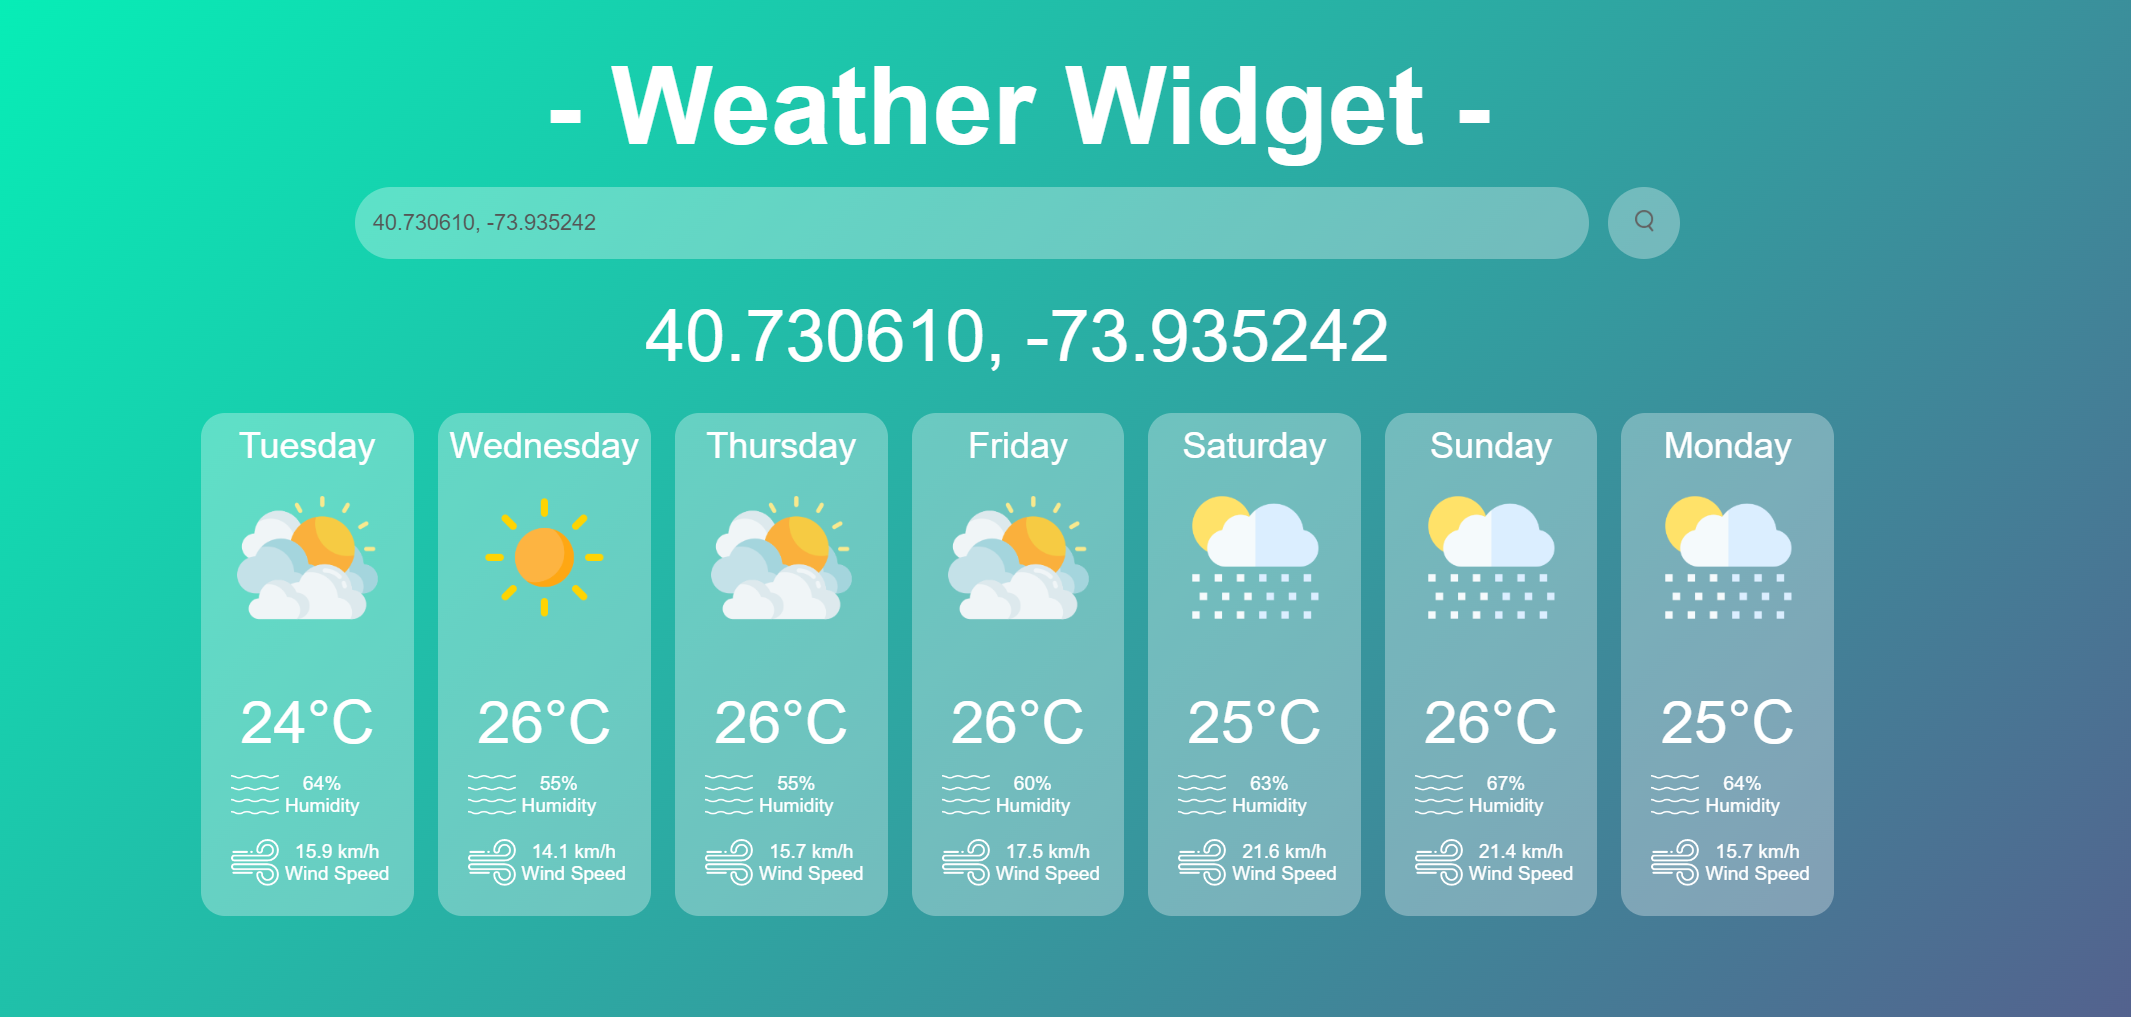 - Weather Widget -
40.730610, -73.935242
40.730610, -73.935242
Tuesday
24°C
64%
Humidity
15.9 km/h
Wind Speed
Wednesday
26°C
55%
Humidity
14.1 km/h
Wind Speed
Thursday
26°C
55%
Humidity
15.7 km/h
Wind Speed
Friday
26°C
60%
Humidity
17.5 km/h
Wind Speed
Saturday
25°C
63%
Humidity
21.6 km/h
Wind Speed
Sunday
26°C
67%
Humidity
21.4 km/h
Wind Speed
Monday
25°C
64%
Humidity
15.7 km/h
Wind Speed